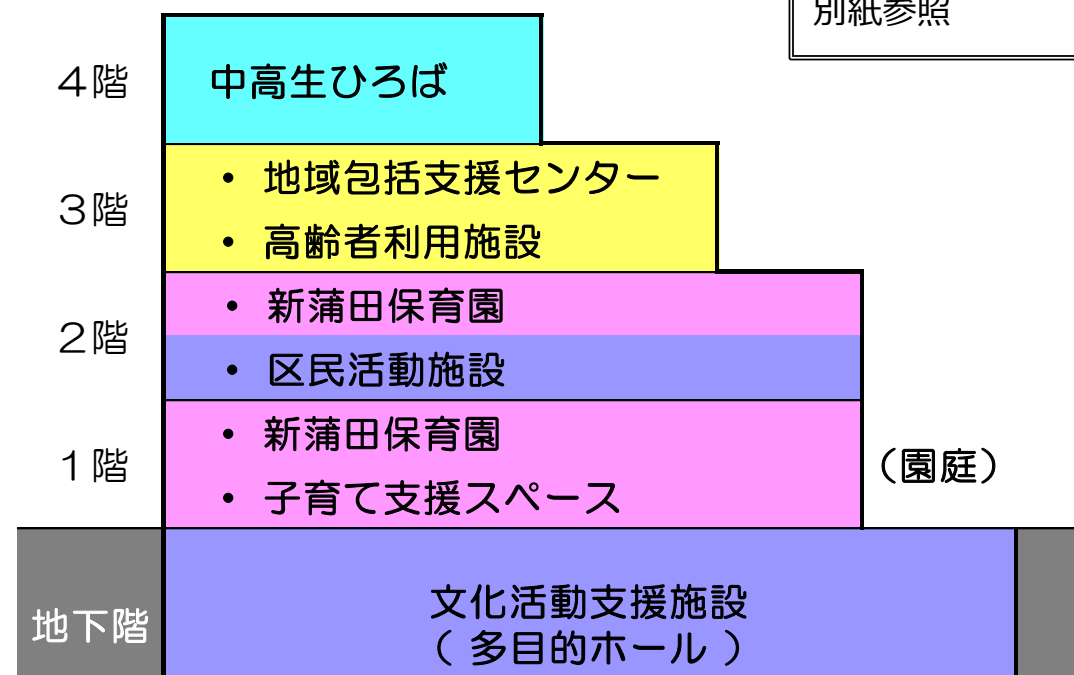 別紙参照
４階
中高生ひろば
３階
・ 地域包括支援センター
・ 高齢者利用施設
２階
・ 新蒲田保育園
・ 区民活動施設
１階
・ 新蒲田保育園
・ 子育て支援スペース
（園庭）
地下階
文化活動支援施設
（ 多目的ホール ）